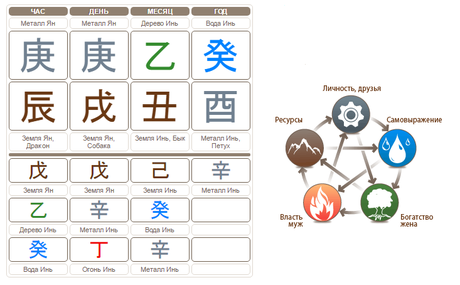 ЧАС ДЕНЬ МЕСЯЦ ГОД
Металл Ян Металл Ян Дерево Инь Вода Инь
庚 庚 乙 癸
辰 戌 丑 酉
Земля Ян, Дракон Земля Ян, Собака Земля Инь, Бык Металл Инь, Петух
戊 戊 己 辛
Земля Ян Земля Ян Земля Инь Металл Инь
乙 辛 癸
Дерево Инь Металл Инь Вода Инь
癸 丁 辛
Вода Инь Огонь Инь Металл Инь
Личность, друзья
Ресурсы
Самовыражение
Власть
муж
Богатство
жена